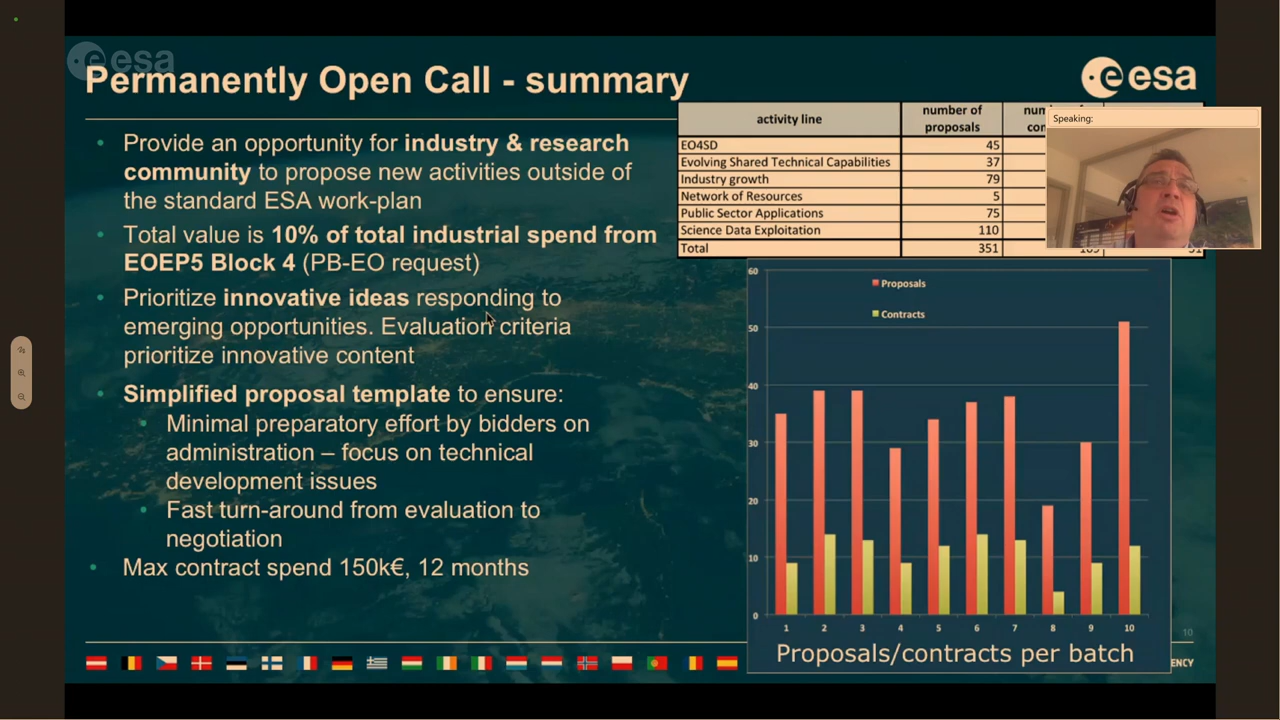 esa
Permanently Open Call - summary
esa
• Provide an opportunity for industry & research
community to propose new activities outside of
the standard ESA work-plan
• Total value is 10% of total industrial spend from
EOEP5 Block 4 (PB-EO request)
• Prioritize innovative ideas responding to
emerging opportunities. Evaluation criteria
prioritize innovative content
• Simplified proposal template to ensure:
• Minimal preparatory effort by bidders on
administration – focus on technical
development issues
• Fast turn-around from evaluation to
negotiation
• Max contract spend 150k€, 12 months
activity line number of proposals
EO4SD 45
Evolving Shared Technical Capabilities 37
Industry growth 79
Network of Resources 5
Public Sector Applications 75
Science Data Exploitation 110
Total 351
Speaking:
60
Proposals
Contracts
50
40
30
20
10
0
1 2 3 4 5 6 7 8 9 10
Proposals/contracts per batch
10